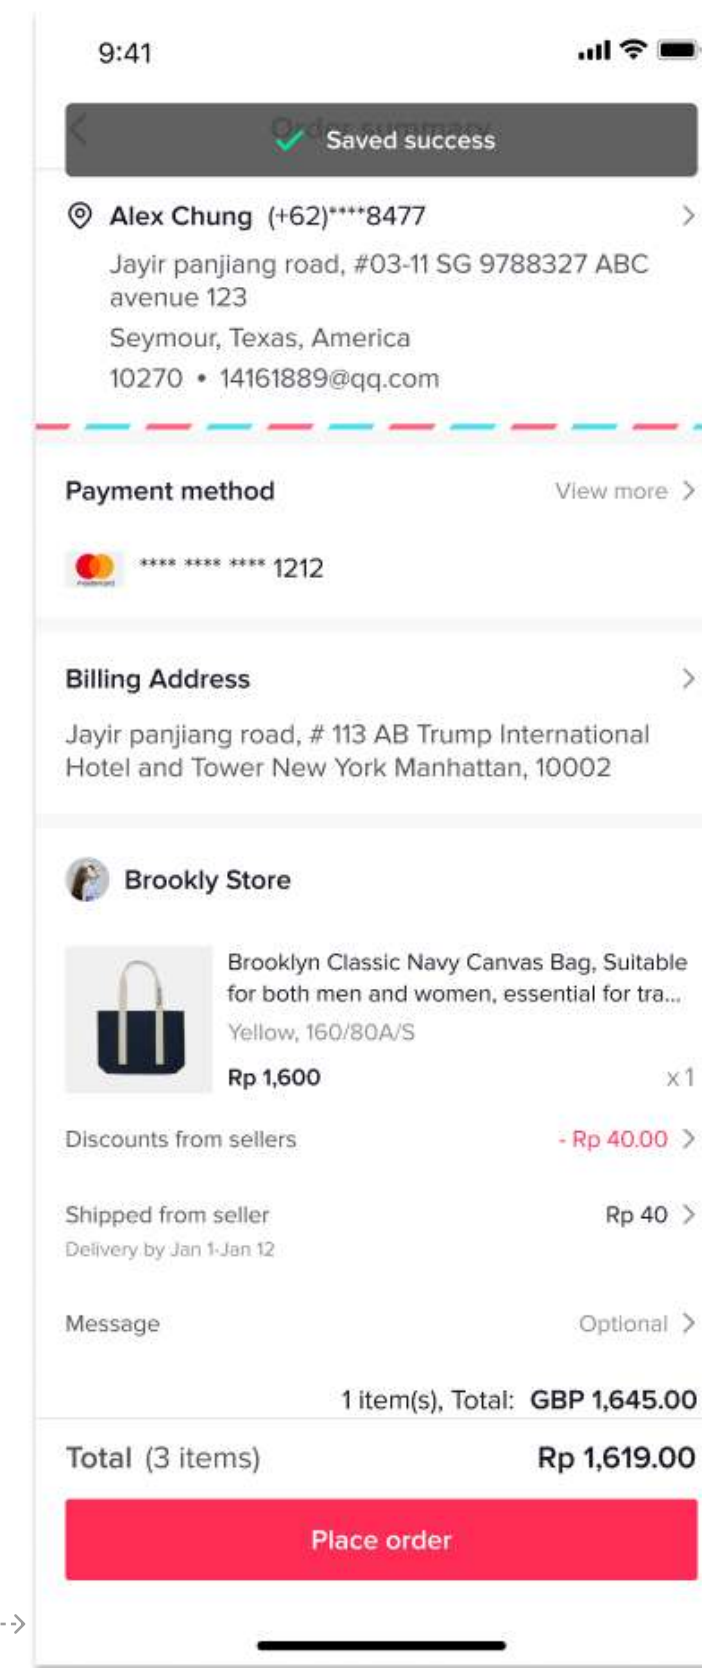 9:41
Order summary
Saved success
Alex Chung (+62)****8477
Jayir panjiang road, #03-11 SG 9788327 ABC
avenue 123
Seymour, Texas, America
10270 • 14161889@qq.com
Payment method
View more
mastercard
**** **** **** 1212
Billing Address
Jayir panjiang road, # 113 AB Trump International
Hotel and Tower New York Manhattan, 10002
Brookly Store
Brooklyn Classic Navy Canvas Bag, Suitable
for both men and women, essential for tra...
Yellow, 160/80A/S
Rp 1,600 x1
Discounts from sellers - Rp 40.00
Shipped from seller Rp 40
Delivery by Jan 1-Jan 12
Message Optional
1 item(s), Total: GBP 1,645.00
Total (3 items) Rp 1,619.00
Place order